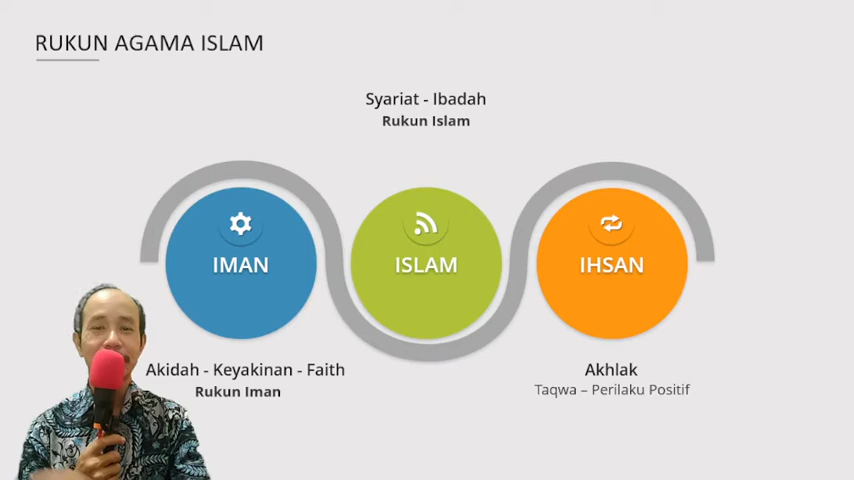 RUKUN AGAMA ISLAM
Syariat - Ibadah
Rukun Islam
IMAN
ISLAM
IHSAN
Akidah - Keyakinan - Faith
Rukun Iman
Akhlak
Taqwa – Perilaku Positif